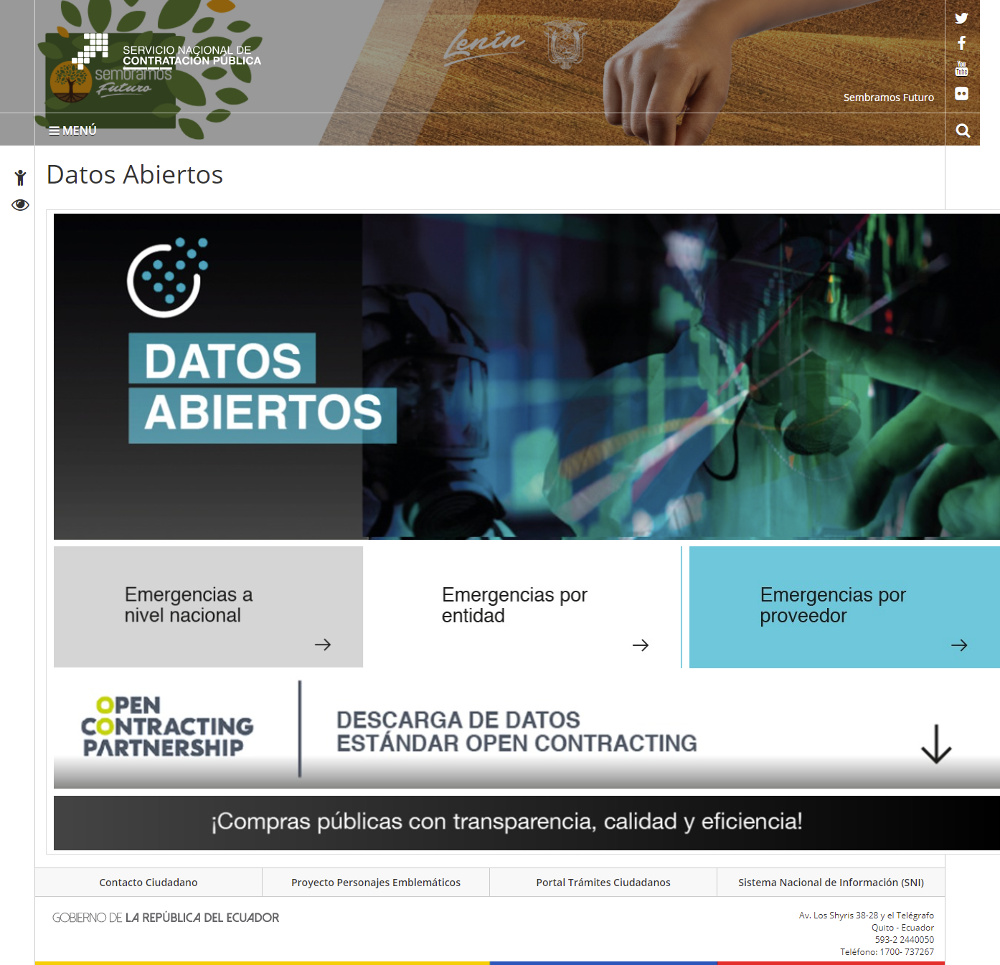 SERVICIO NACIONAL DE
CONTRATACIÓN PÚBLICA
sembramos
Futuro
Lenín
Sembramos Futuro
You
Tube
MENÚ
Datos Abiertos
DATOS
ABIERTOS
Emergencias a
nivel nacional
Emergencias por
entidad
Emergencias por
proveedor
OPEN
CONTRACTING
PARTNERSHIP
DESCARGA DE DATOS
ESTÁNDAR OPEN CONTRACTING
¡Compras públicas con transparencia, calidad y eficiencia!
Contacto Ciudadano
Proyecto Personajes Emblemáticos
Portal Trámites Ciudadanos
Sistema Nacional de Información (SNI)
GOBIERNO DE LA REPÚBLICA DEL ECUADOR
Av. Los Shyris 38-28 y el Telégrafo
Quito - Ecuador
593-2 2440050
Teléfono: 1700- 737267